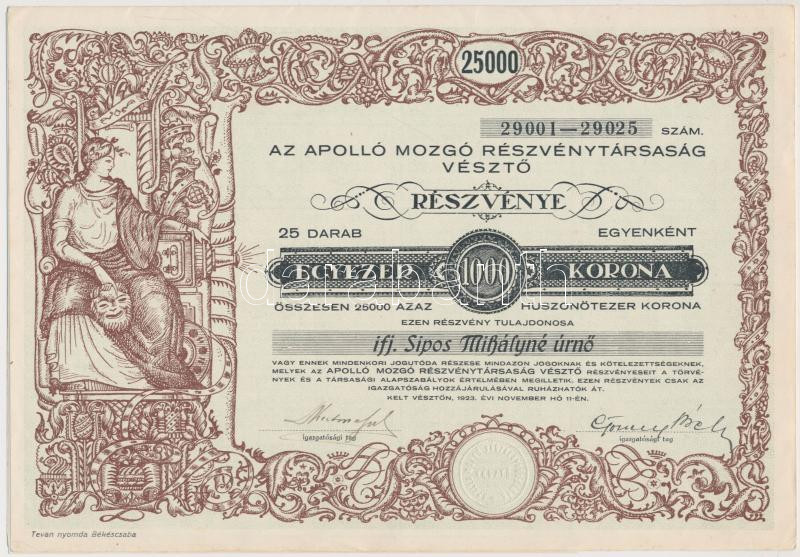 25000
29001—29025 SZÁM.
AZ APOLLÓ MOZGÓ RÉSZVÉNYTÁRSASÁG
VÉSZTŐ
RÉSZVÉNYE
25 DARAB EGYENKÉNT
EGYEZER 1000 KORONA
ÖSSZESEN 25000 AZAZ HUSZONÖTEZER KORONA
EZEN RÉSZVÉNY TULAJDONOSA
ifj. Sipos Mihályné úrnő
VAGY ENNEK MINDENKORI JOGUTÓDA RÉSZESE MINDAZON JOGOKNAK ÉS KÖTELEZETTSÉGEKNEK,
MELYEK AZ APOLLÓ MOZGÓ RÉSZVÉNYTÁRSASÁG VÉSZTŐ RÉSZVÉNYESEIT A TÖRVÉ-
NYEK ÉS A TÁRSASÁGI ALAPSZABÁLYOK ÉRTELMÉBEN MEGILLETIK. EZEN RÉSZVÉNYEK CSAK AZ
IGAZGATÓSÁG HOZZÁJÁRULÁSÁVAL RUHÁZHATÓK ÁT.
KELT VÉSZTŐN, 1923. ÉVI NOVEMBER HÓ 11-ÉN.
igazgatósági tag igazgatósági tag
Tevan nyomda Békéscsaba